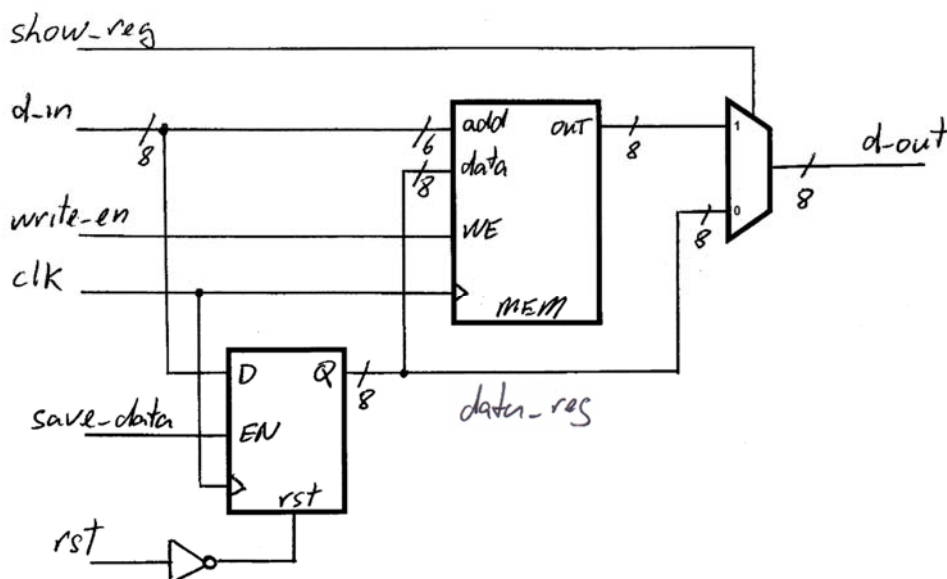 show_reg
d_in
8
6
add
out
8
1
d_out
8
data
8
write_en
WE
0
8
clk
MEM
D
Q
8
data_reg
save_data
EN
rst
rst